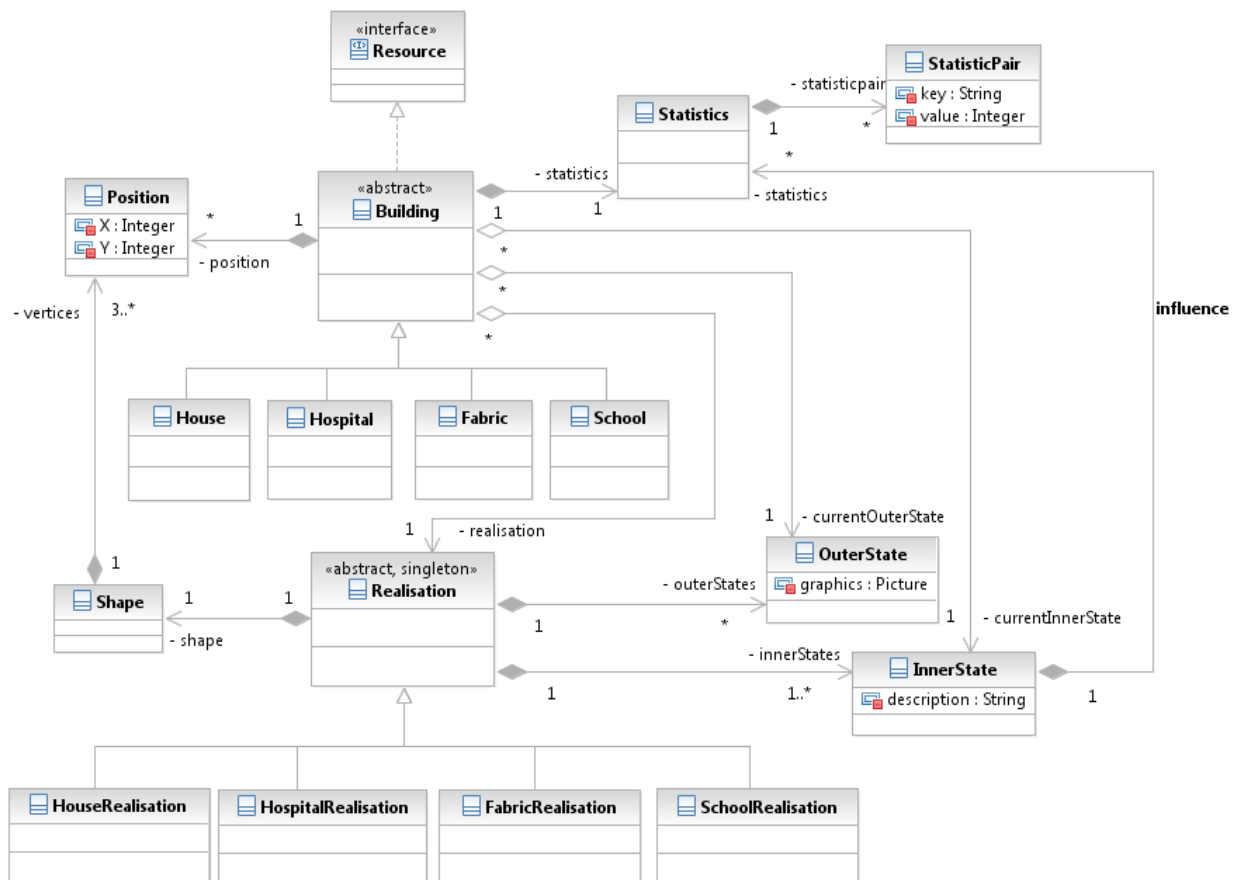 «interface»
Resource
StatisticPair
key : String
value : Integer
- statisticpair
1
*
Statistics
*
- statistics
- statistics
1
1
«abstract»
Building
Position
X : Integer
Y : Integer
*
1
- position
*
*
*
- vertices
3..*
influence
House
Hospital
Fabric
School
1
- realisation
1
- currentOuterState
OuterState
graphics : Picture
«abstract, singleton»
Realisation
- outerStates
1
*
1
Shape
1
1
- shape
1
- currentInnerState
- innerStates
1
1..*
InnerState
description : String
1
HouseRealisation
HospitalRealisation
FabricRealisation
SchoolRealisation